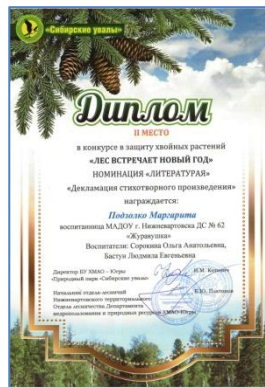 «Сибирские увалы»
Диплом
II МЕСТО
в конкурсе в защиту хвойных растений
«ЛЕС ВСТРЕЧАЕТ НОВЫЙ ГОД»
НОМИНАЦИЯ «ЛИТЕРАТУРАЯ»
«Декламация стихотворного произведения»
награждается:
Подзолко Маргарита
воспитанница МАДОУ г. Нижневартовска ДС № 62
«Журавушка»
Воспитатели: Сорокина Ольга Анатольевна,
Бастун Людмила Евгеньевна
Директор БУ ХМАО – Югры
«Природный парк «Сибирские увалы»
Начальник отдела-лесничий
Нижневартовского территориального
Отдела-лесничества Департамента
недропользования и природных ресурсов ХМАО-Югры